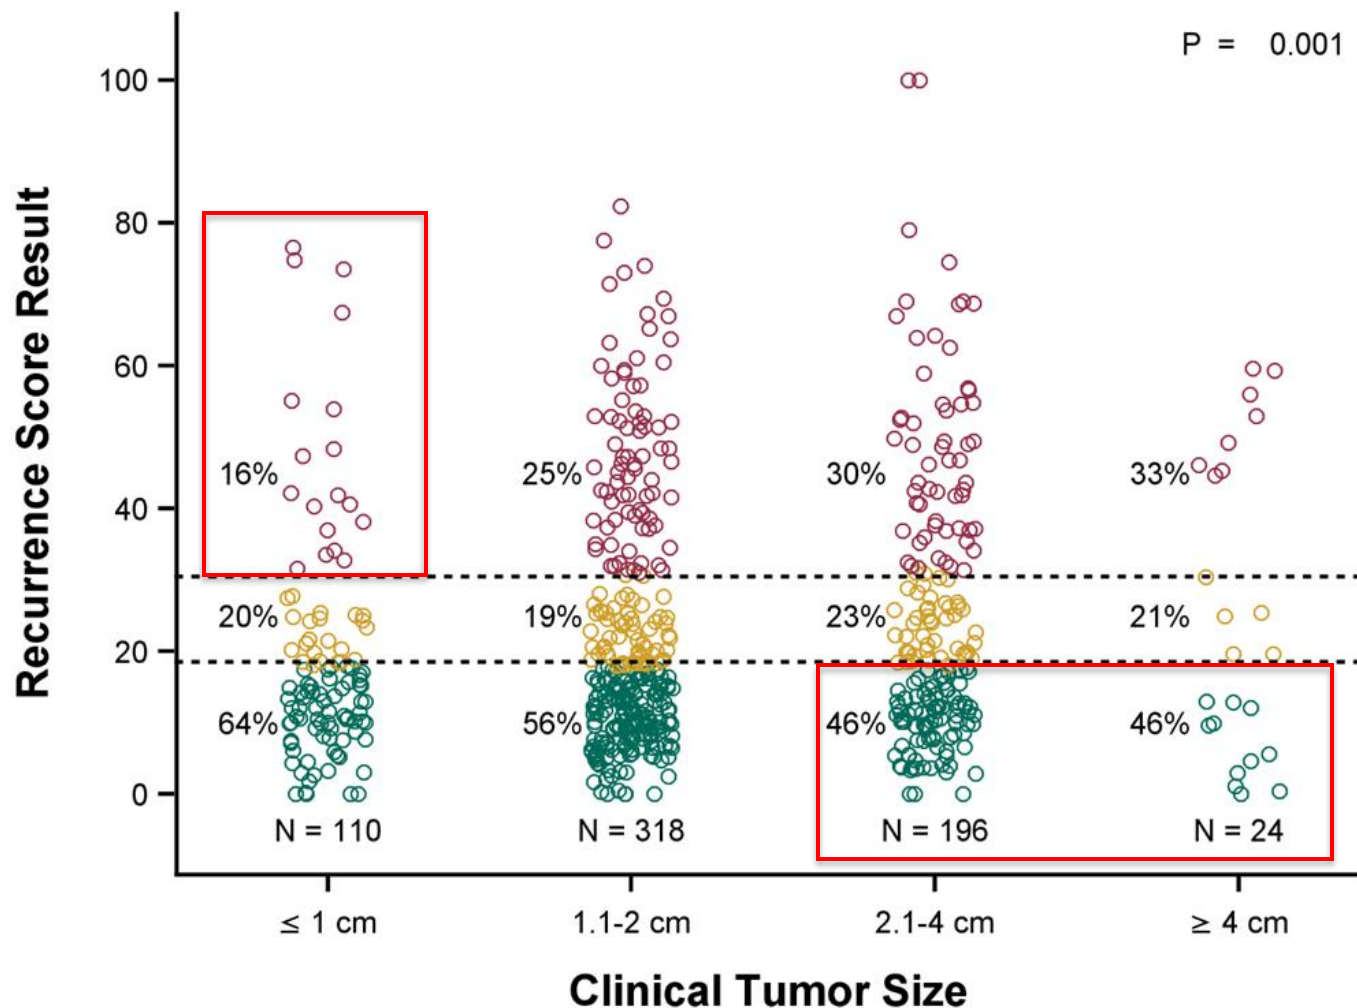 P = 0.001
Recurrence Score Result
100
80
60
40
20
0
16%
25%
30%
33%
20%
19%
23%
21%
64%
56%
46%
46%
N = 110
N = 318
N = 196
N = 24
≤ 1 cm
1.1-2 cm
2.1-4 cm
≥ 4 cm
Clinical Tumor Size